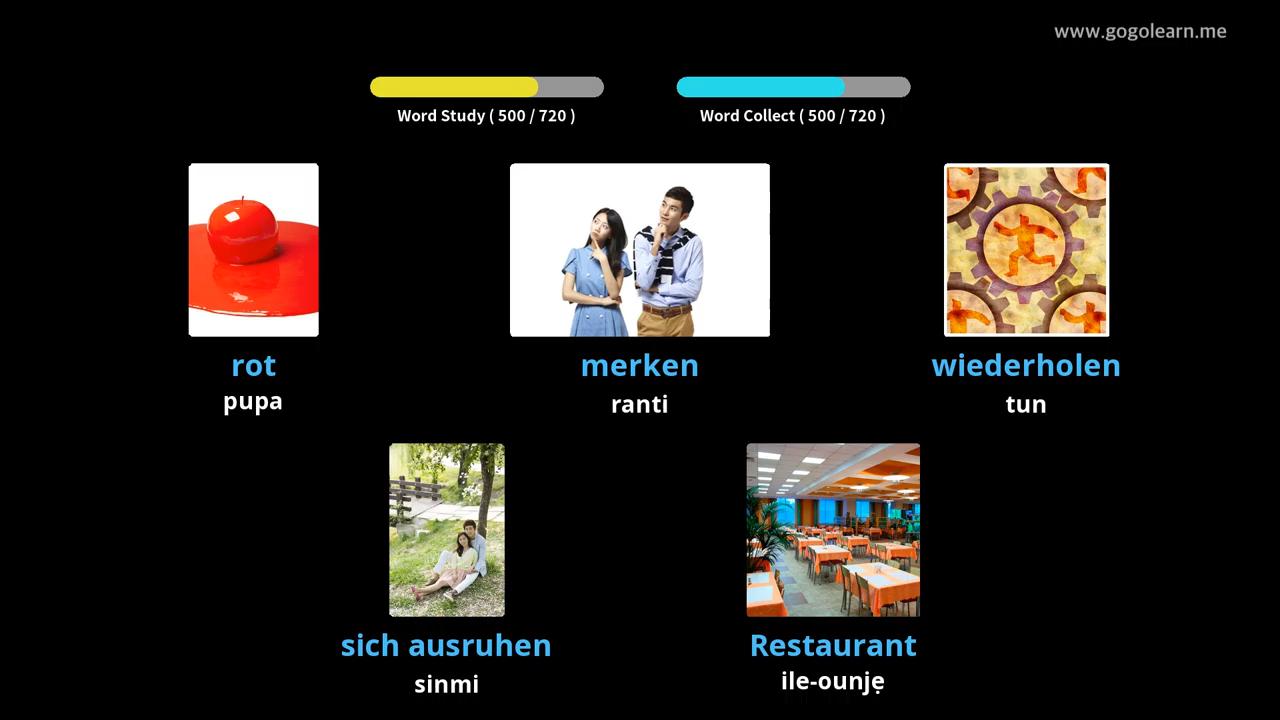 www.gogolearn.me
Word Study ( 500 / 720 )
Word Collect ( 500 / 720 )
rot
pupa
merken
ranti
wiederholen
tun
sich ausruhen
sinmi
Restaurant
ile-ounjẹ